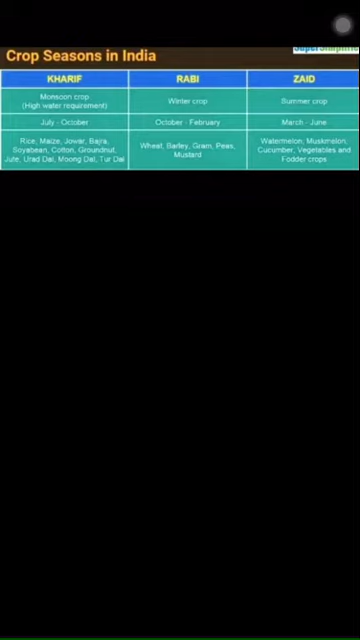 Crop Seasons in India
KHARIF
RABI
ZAID
Monsoon crop
(High water requirement)
Winter crop
Summer crop
July - October
October - February
March - June
Rice, Maize, Jowar, Bajra,
Soyabean, Cotton, Groundnut,
Jute, Urad Dal, Moong Dal, Tur Dal
Wheat, Barley, Gram, Peas,
Mustard
Watermelon, Muskmelon,
Cucumber, Vegetables and
Fodder crops